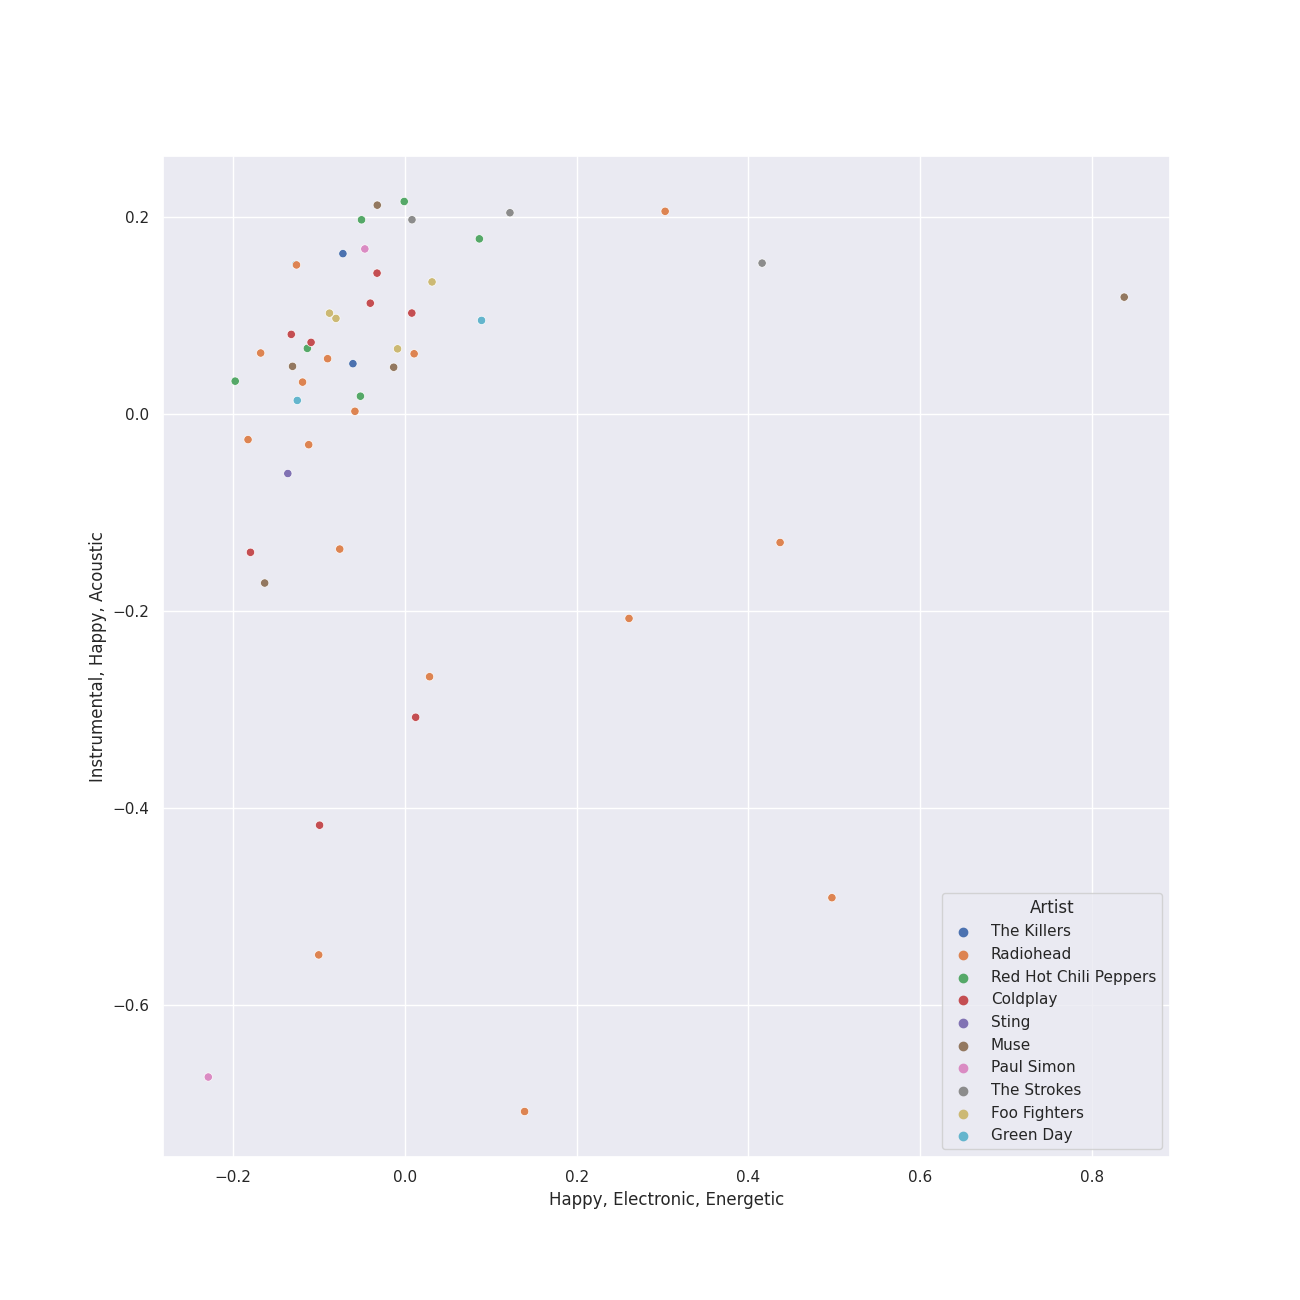 0.2
0.0
−0.2
−0.4
−0.6
Instrumental, Happy, Acoustic
−0.2
0.0
0.2
0.4
0.6
0.8
Happy, Electronic, Energetic
Artist
The Killers
Radiohead
Red Hot Chili Peppers
Coldplay
Sting
Muse
Paul Simon
The Strokes
Foo Fighters
Green Day